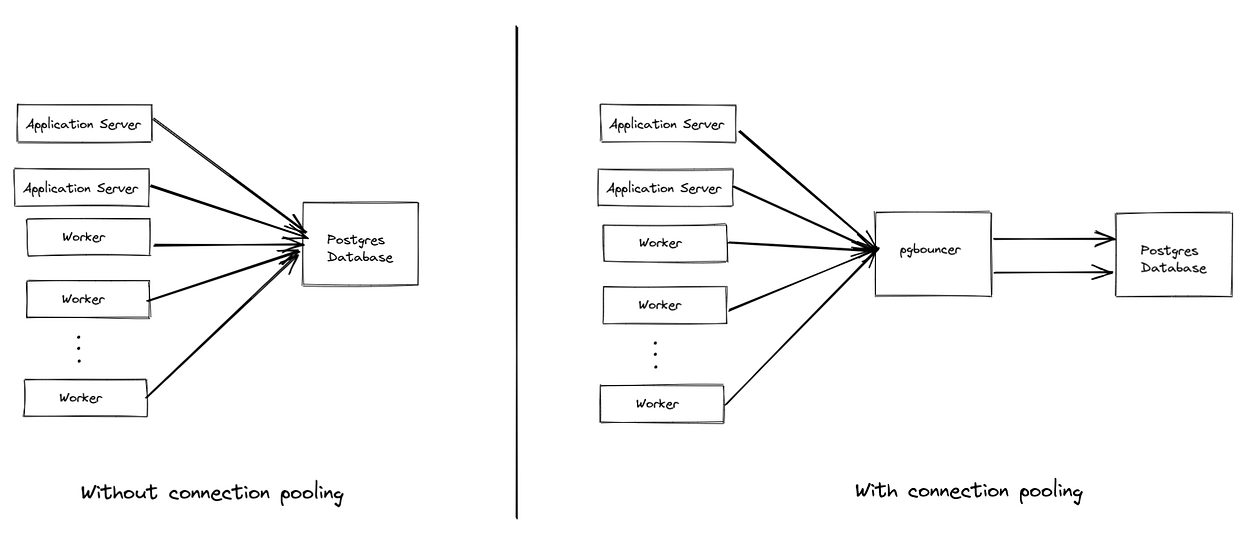 Application Server
Application Server
Worker
Worker
Worker
Postgres
Database
Without connection pooling
Application Server
Application Server
Worker
Worker
Worker
pgbouncer
Postgres
Database
With connection pooling